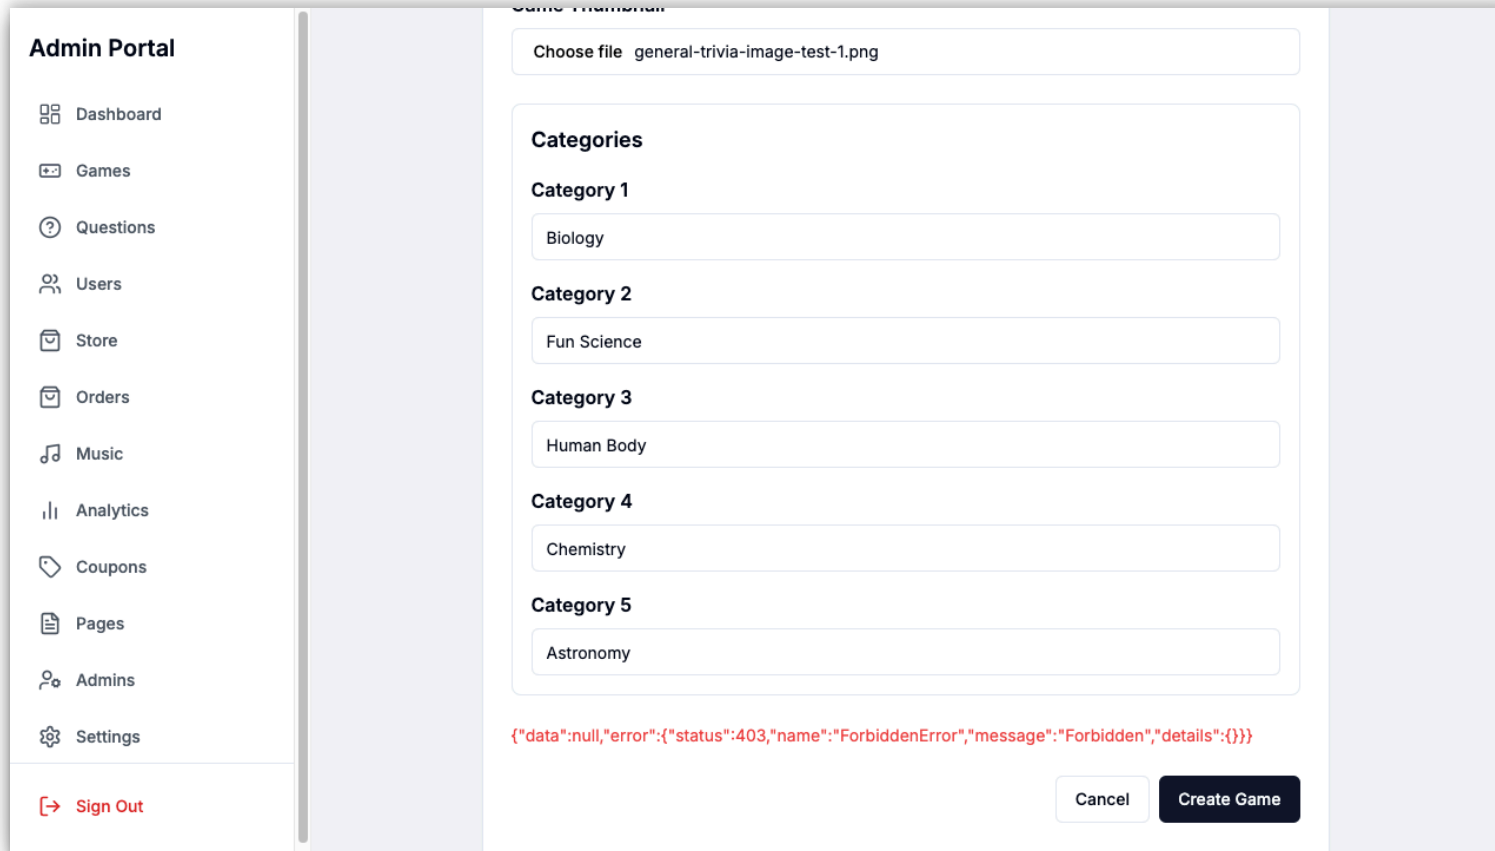 Admin Portal
Dashboard
Games
Questions
Users
Store
Orders
Music
Analytics
Coupons
Pages
Admins
Settings
Sign Out
Game Thumbnail
Choose file general-trivia-image-test-1.png
Categories
Category 1
Biology
Category 2
Fun Science
Category 3
Human Body
Category 4
Chemistry
Category 5
Astronomy
{"data":null,"error":{"status":403,"name":"ForbiddenError","message":"Forbidden","details":{}}}
Cancel
Create Game